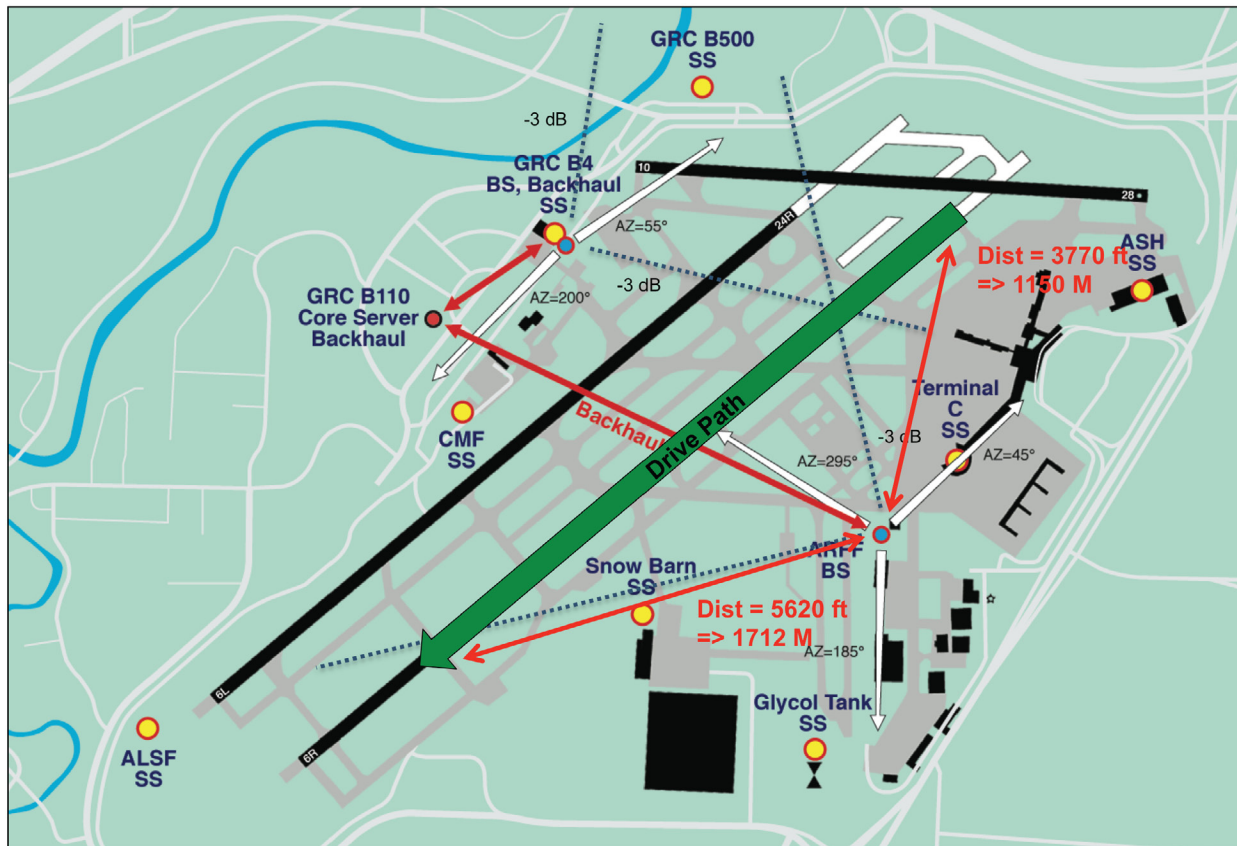 GRC B500
SS
-3 dB
GRC B4
BS, Backhaul
SS
10
28
24R
AZ=55°
ASH
SS
Dist = 3770 ft
=> 1150 M
-3 dB
AZ=200°
GRC B110
Core Server
Backhaul
Terminal
C
SS
CMF
SS
Backhaul
Drive Path
-3 dB
AZ=295°
AZ=45°
ARFF
BS
Snow Barn
SS
Dist = 5620 ft
=> 1712 M
AZ=185°
6L
Glycol Tank
SS
ALSF
SS
6R